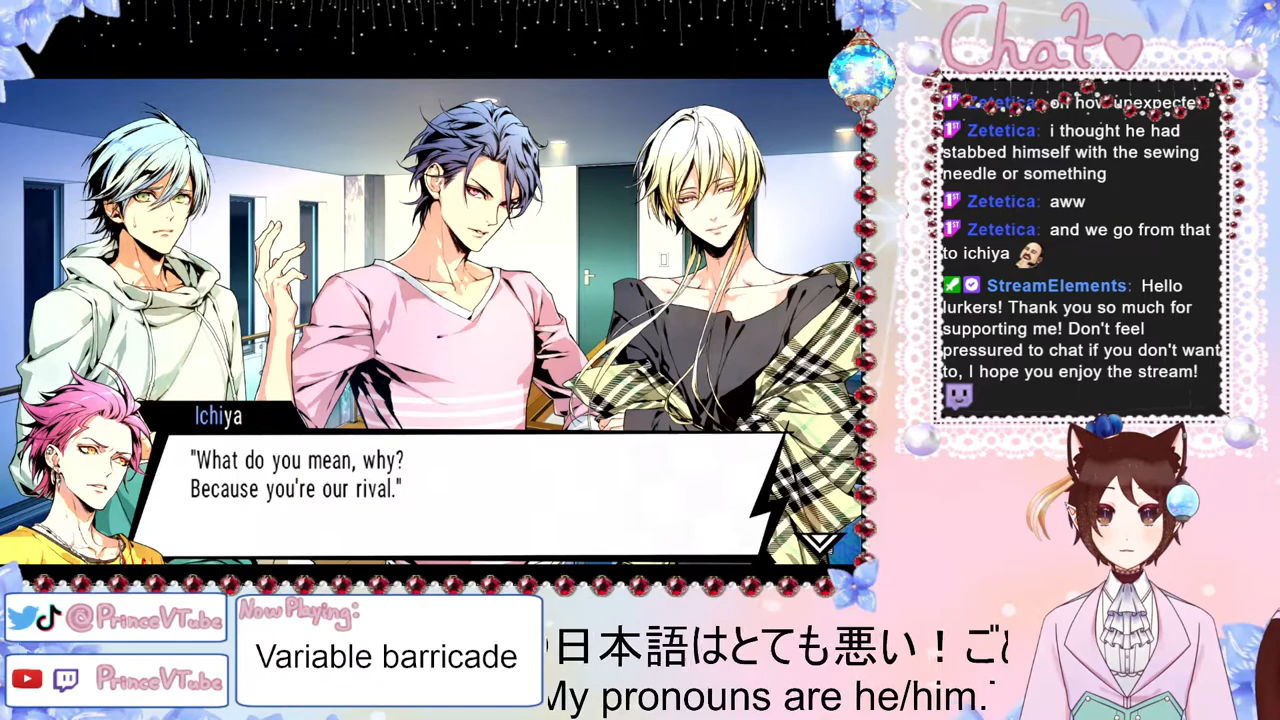 Ichiya
"What do you mean, why?
Because you're our rival."
Chat
Zetetica: oh how unexpected
Zetetica: i thought he had
stabbed himself with the sewing
needle or something
Zetetica: aww
Zetetica: and we go from that
to ichiya
StreamElements: Hello
lurkers! Thank you so much for
supporting me! Don't feel
pressured to chat if you don't want
to, I hope you enjoy the stream!
@PrinceVTube
PrinceVTube
Now Playing:
Variable barricade
日本語はとても悪い！ご
My pronouns are he/him.